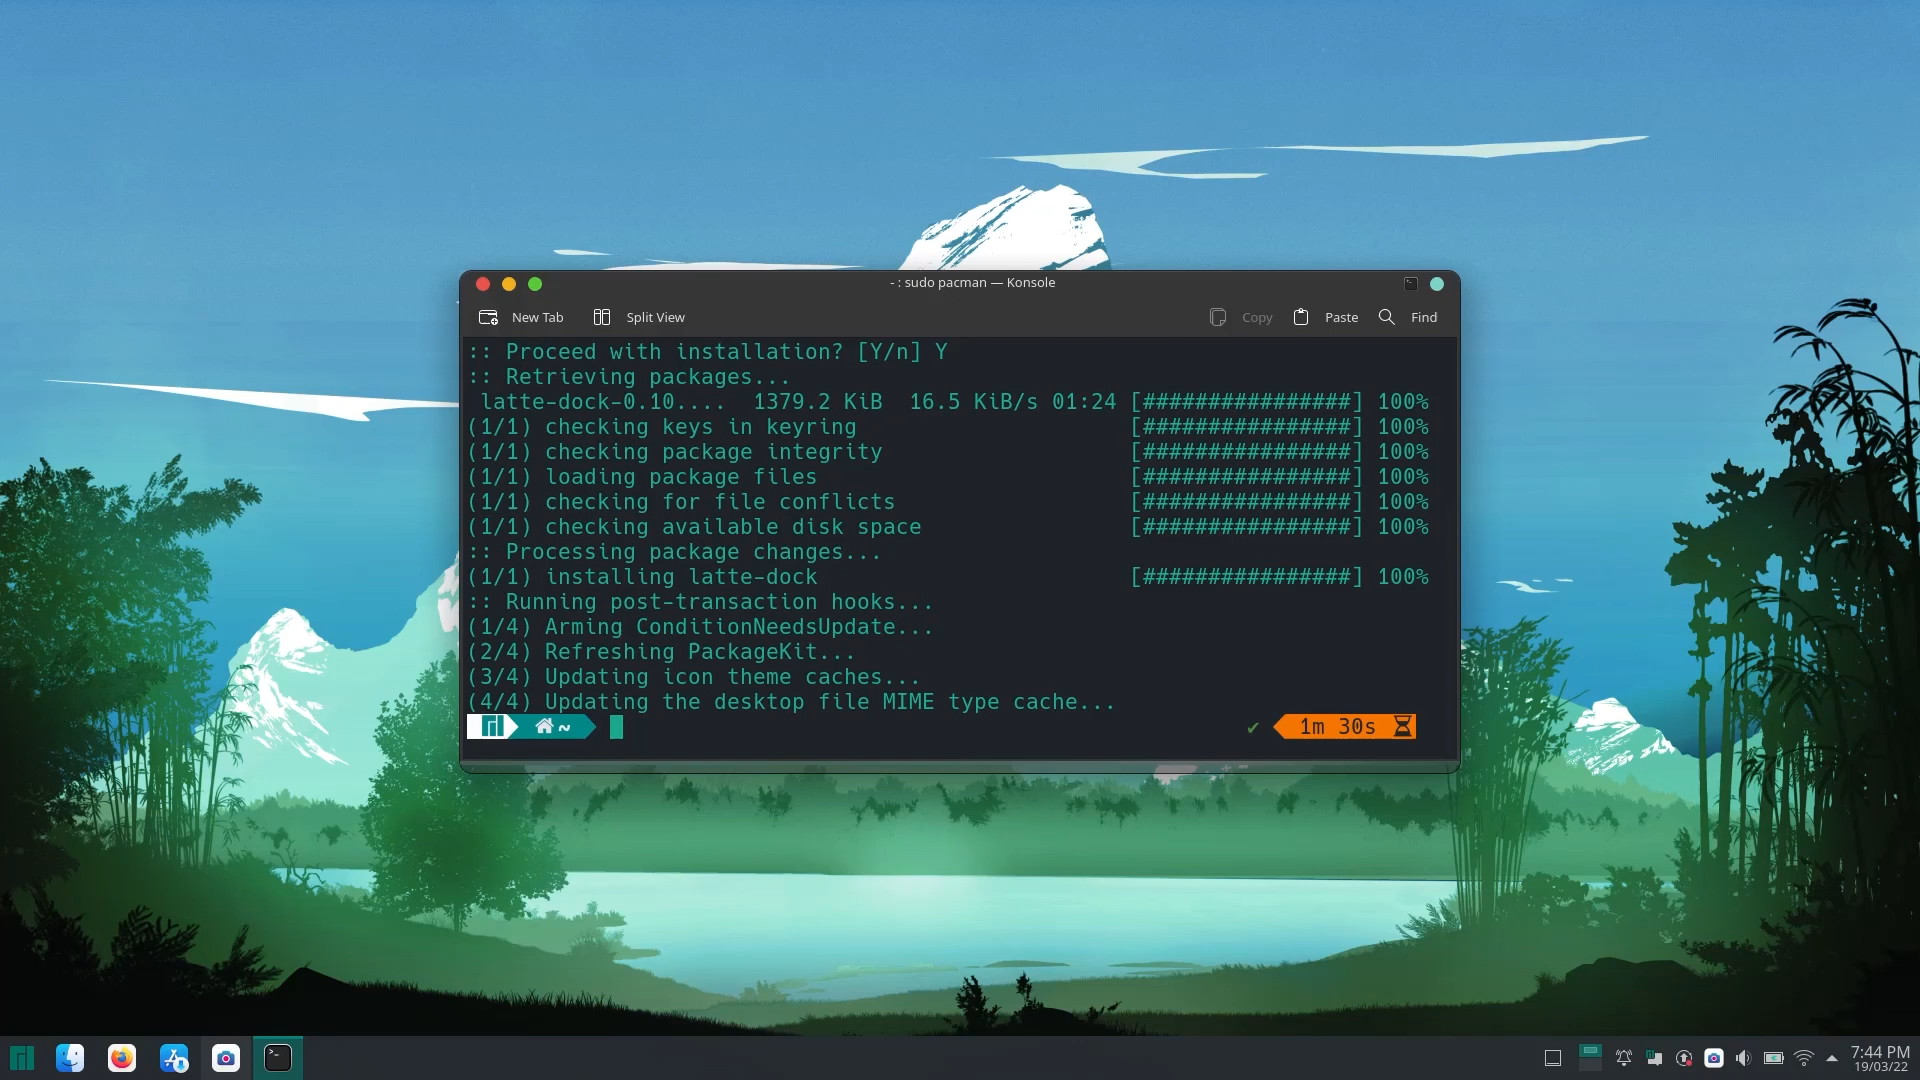 - : sudo pacman — Konsole
New Tab Split View Copy Paste Find
:: Proceed with installation? [Y/n] Y
:: Retrieving packages...
latte-dock-0.10.... 1379.2 KiB 16.5 KiB/s 01:24 [################] 100%
(1/1) checking keys in keyring [################] 100%
(1/1) checking package integrity [################] 100%
(1/1) loading package files [################] 100%
(1/1) checking for file conflicts [################] 100%
(1/1) checking available disk space [################] 100%
:: Processing package changes...
(1/1) installing latte-dock [################] 100%
:: Running post-transaction hooks...
(1/4) Arming ConditionNeedsUpdate...
(2/4) Refreshing PackageKit...
(3/4) Updating icon theme caches...
(4/4) Updating the desktop file MIME type cache...
~ ✔ 1m 30s
7:44 PM
19/03/22